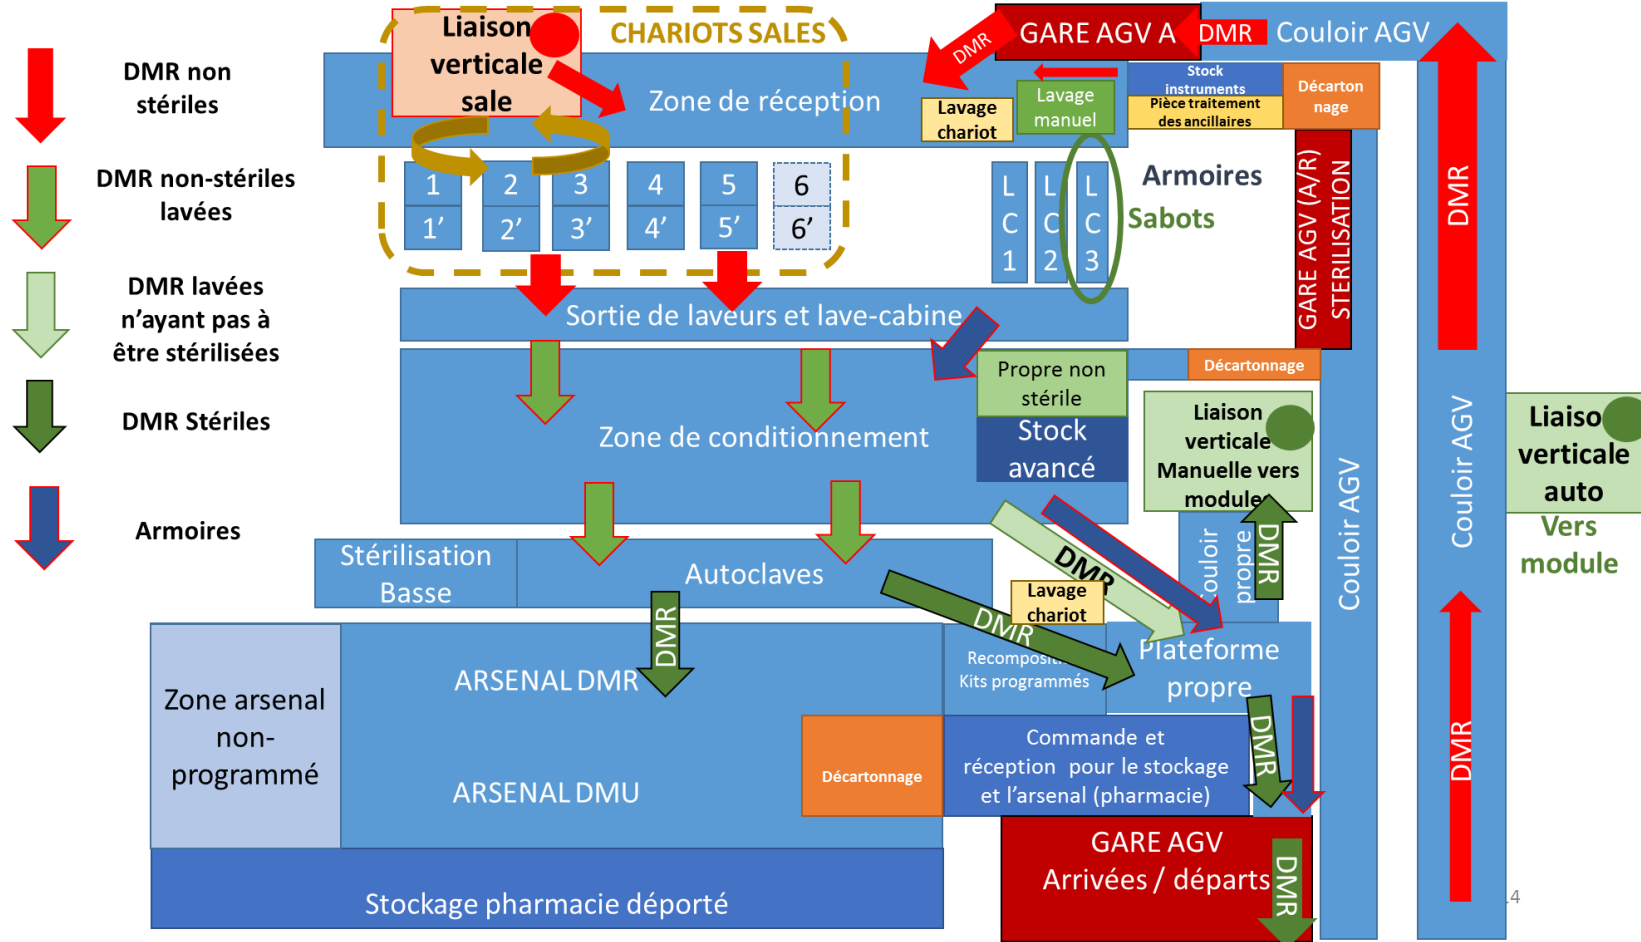 DMR non
stériles
DMR non-stériles
lavées
DMR lavées
n'ayant pas à
être stérilisées
DMR Stériles
Armoires
Liaison
verticale
sale
CHARIOTS SALES
DMR
GARE AGV A
DMR
Couloir AGV
Zone de réception
Lavage
chariot
Lavage
manuel
Stock
instruments
Pièce traitement
des ancillaires
Décarton
nage
1
2
3
4
5
6
1’
2’
3’
4’
5’
6’
L
C
1
L
C
2
L
C
3
Armoires
Sabots
GARE AGV (A/R)
STERILISATION
DMR
Sortie de laveurs et lave-cabine
Propre non
stérile
Décartonnage
Zone de conditionnement
Stock
avancé
Liaison
verticale
Manuelle vers
modules
Couloir AGV
Couloir AGV
Liaison
verticale
auto
Vers
module
Stérilisation
Basse
Autoclaves
DMR
Couloir
propre
DMR
Lavage
chariot
DMR
DMR
Zone arsenal
non-
programmé
ARSENAL DMR
ARSENAL DMU
Kits programmés
Plateforme
propre
Décartonnage
Commande et
réception pour le stockage
et l’arsenal (pharmacie)
DMR
DMR
GARE AGV
Arrivées / départs
DMR
Stockage pharmacie déporté